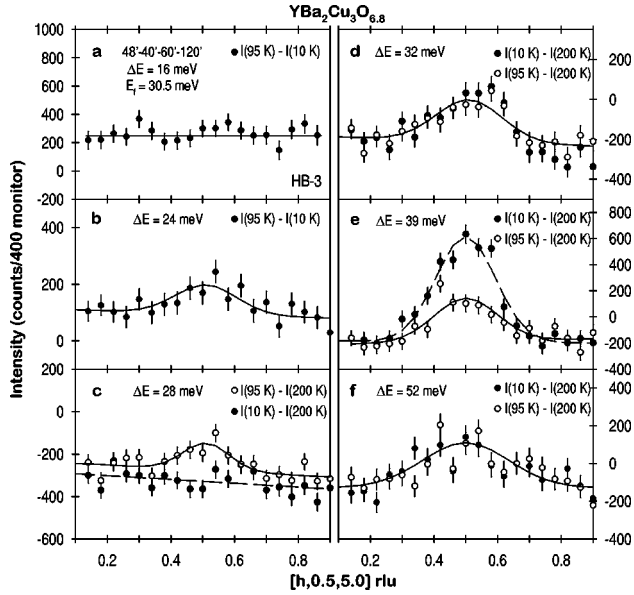 YBa2Cu3O6.8
a 48'-40'-60'-120' I(95 K) - I(10 K)
ΔE = 16 meV
Ef = 30.5 meV
HB-3
1000
800
600
400
200
0
-200
b ΔE = 24 meV I(95 K) - I(10 K)
400
200
0
200
c ΔE = 28 meV I(95 K) - I(200 K)
I(10 K) - I(200 K)
0
-200
-400
-600
0.2 0.4 0.6 0.8
d ΔE = 32 meV I(10 K) - I(200 K)
I(95 K) - I(200 K)
0
-200
-400
e ΔE = 39 meV I(10 K) - I(200 K)
I(95 K) - I(200 K)
800
600
400
200
0
-200
f ΔE = 52 meV I(10 K) - I(200 K)
I(95 K) - I(200 K)
400
200
0
-200
-400
0.2 0.4 0.6 0.8
Intensity (counts/400 monitor)
[h,0.5,5.0] rlu